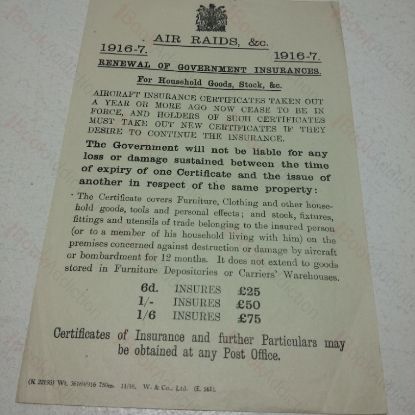 AIR RAIDS, &c.
1916-7. 1916-7.
RENEWAL OF GOVERNMENT INSURANCES.
For Household Goods, Stock, &c.
AIRCRAFT INSURANCE CERTIFICATES TAKEN OUT
A YEAR OR MORE AGO NOW CEASE TO BE IN
FORCE, AND HOLDERS OF SUCH CERTIFICATES
MUST TAKE OUT NEW CERTIFICATES IF THEY
DESIRE TO CONTINUE THE INSURANCE.
The Government will not be liable for any
loss or damage sustained between the time
of expiry of one Certificate and the issue of
another in respect of the same property:
The Certificate covers Furniture, Clothing and other house-
hold goods, tools and personal effects; and stock, fixtures,
fittings and utensils of trade belonging to the insured person
(or to a member of his household living with him) on the
premises concerned against destruction or damage by aircraft
or bombardment for 12 months. It does not extend to goods
stored in Furniture Depositories or Carriers' Warehouses.
6d. INSURES £25
1/- INSURES £50
1/6 INSURES £75
Certificates of Insurance and further Particulars may
be obtained at any Post Office.
W. & Co., Ltd.